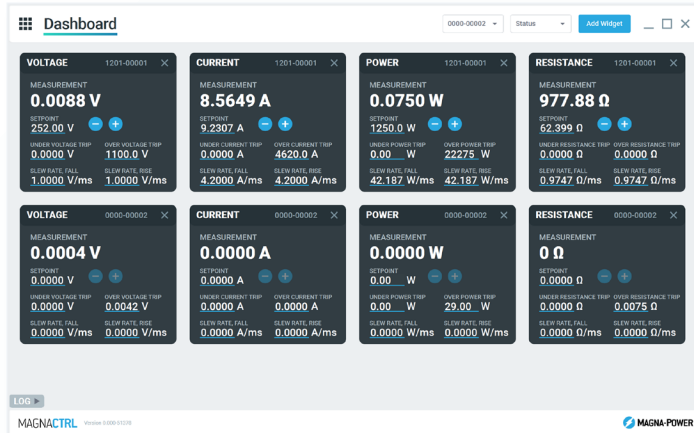 Dashboard
0000-00002
Status
Add Widget
VOLTAGE 1201-00001
MEASUREMENT
0.0088 V
SETPOINT
252.00 V
UNDER VOLTAGE TRIP OVER VOLTAGE TRIP
0.0000 V 1100.0 V
SLEW RATE, FALL SLEW RATE, RISE
1.0000 V/ms 1.0000 V/ms
CURRENT 1201-00001
MEASUREMENT
8.5649 A
SETPOINT
9.2307 A
UNDER CURRENT TRIP OVER CURRENT TRIP
0.0000 A 4620.0 A
SLEW RATE, FALL SLEW RATE, RISE
4.2000 A/ms 4.2000 A/ms
POWER 1201-00001
MEASUREMENT
0.0750 W
SETPOINT
1250.0 W
UNDER POWER TRIP OVER POWER TRIP
0.00 W 22275 W
SLEW RATE, FALL SLEW RATE, RISE
42.187 W/ms 42.187 W/ms
RESISTANCE 1201-00001
MEASUREMENT
977.88 Ω
SETPOINT
62.399 Ω
UNDER RESISTANCE TRIP OVER RESISTANCE TRIP
0.0000 Ω 0.0000 Ω
SLEW RATE, FALL SLEW RATE, RISE
0.9747 Ω/ms 0.9747 Ω/ms
VOLTAGE 0000-00002
MEASUREMENT
0.0004 V
SETPOINT
0.0000 V
UNDER VOLTAGE TRIP OVER VOLTAGE TRIP
0.0000 V 0.0042 V
SLEW RATE, FALL SLEW RATE, RISE
0.0000 V/ms 0.0000 V/ms
CURRENT 0000-00002
MEASUREMENT
0.0000 A
SETPOINT
0.0000 A
UNDER CURRENT TRIP OVER CURRENT TRIP
0.0000 A 0.0000 A
SLEW RATE, FALL SLEW RATE, RISE
0.0000 A/ms 0.0000 A/ms
POWER 0000-00002
MEASUREMENT
0.0000 W
SETPOINT
0.00 W
UNDER POWER TRIP OVER POWER TRIP
0.00 W 29.00 W
SLEW RATE, FALL SLEW RATE, RISE
0.0000 W/ms 0.0000 W/ms
RESISTANCE 0000-00002
MEASUREMENT
0 Ω
SETPOINT
0.0000 Ω
UNDER RESISTANCE TRIP OVER RESISTANCE TRIP
0.0000 Ω 0.0075 Ω
SLEW RATE, FALL SLEW RATE, RISE
0.0000 Ω/ms 0.0000 Ω/ms
LOG
MAGNACTRL Version
MAGNA-POWER